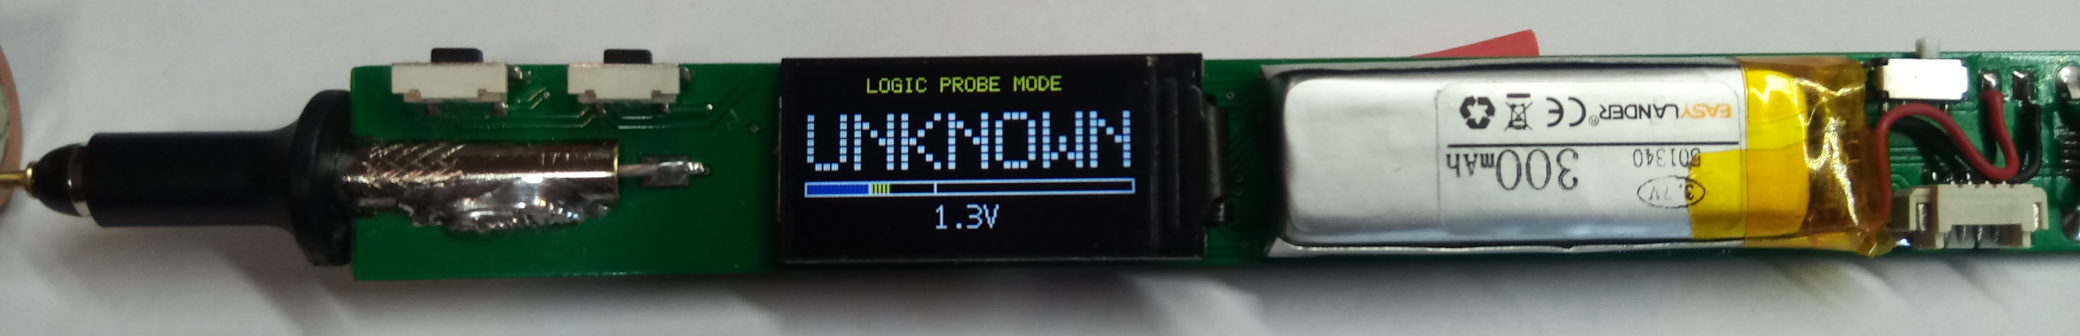 LOGIC PROBE MODE
UNKNOWN
1.3V
EASYLANDER®
CE
501340
300mAh
3.7V